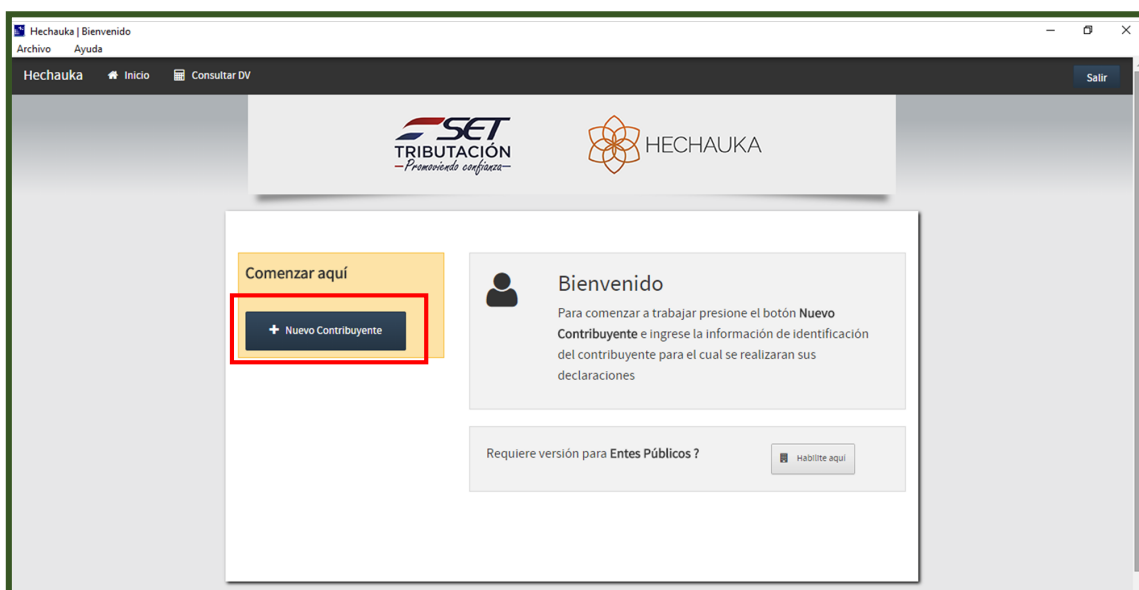 Hechauka | Bienvenido
Archivo Ayuda
Hechauka Inicio Consultar DV Salir
SET
TRIBUTACIÓN
Promoviendo confianza
HECHAUKA
Comenzar aquí
+ Nuevo Contribuyente
Bienvenido
Para comenzar a trabajar presione el botón Nuevo
Contribuyente e ingrese la información de identificación
del contribuyente para el cual se realizaran sus
declaraciones
Requiere versión para Entes Públicos ?
Habilite aquí